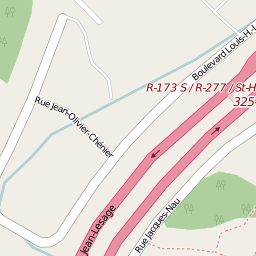 Boulevard Louis-H.-L
R-173 S / R-277 / St-H
325
Rue Jean-Olivier-Chénier
Jean-Lesage
Rue Jacques-Nau